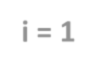 i = 1